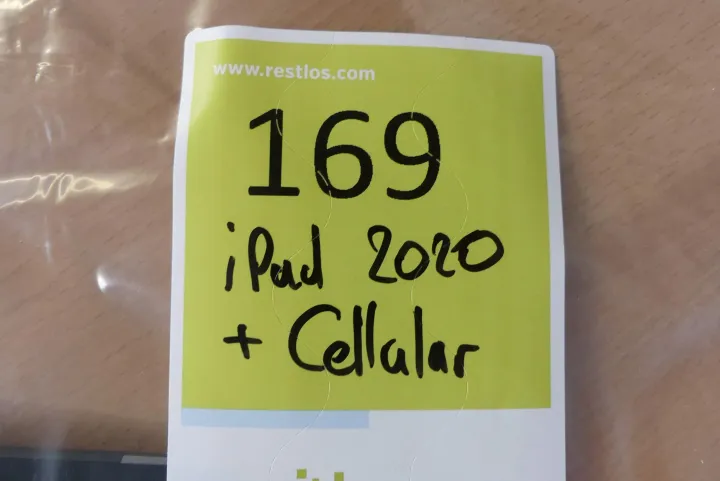 www.restlos.com
169
iPad 2020
+ Cellular